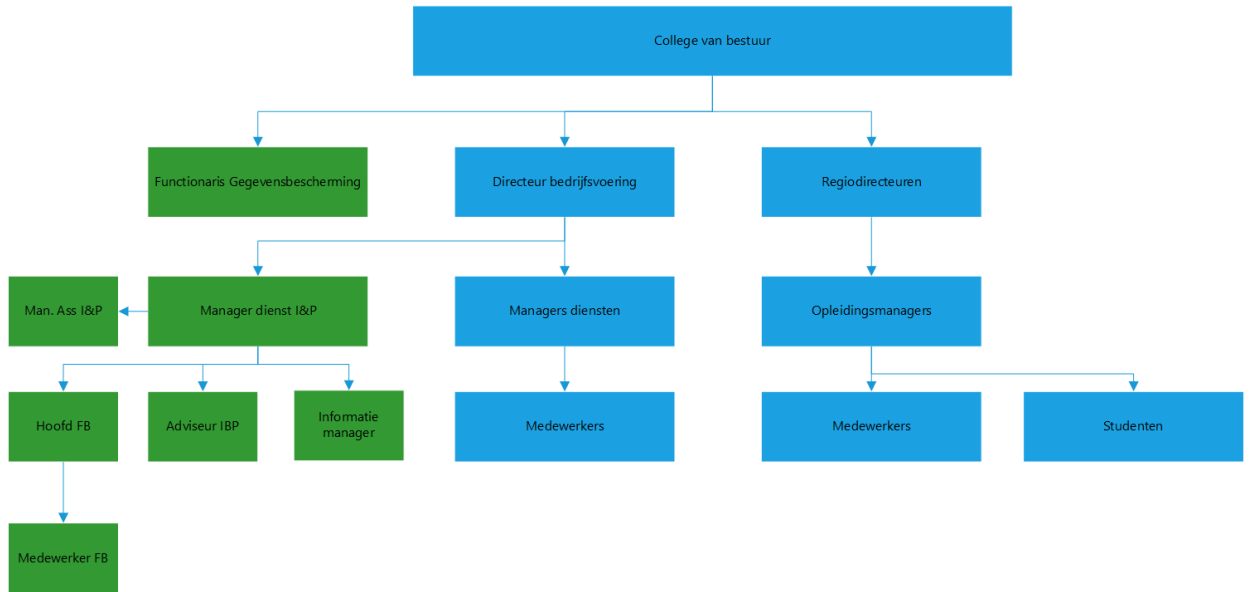 College van bestuur
Functionaris Gegevensbescherming
Directeur bedrijfsvoering
Regiodirecteuren
Man. Ass I&P
Manager dienst I&P
Managers diensten
Opleidingsmanagers
Hoofd FB
Adviseur IBP
Informatie
manager
Medewerkers
Medewerkers
Studenten
Medewerker FB